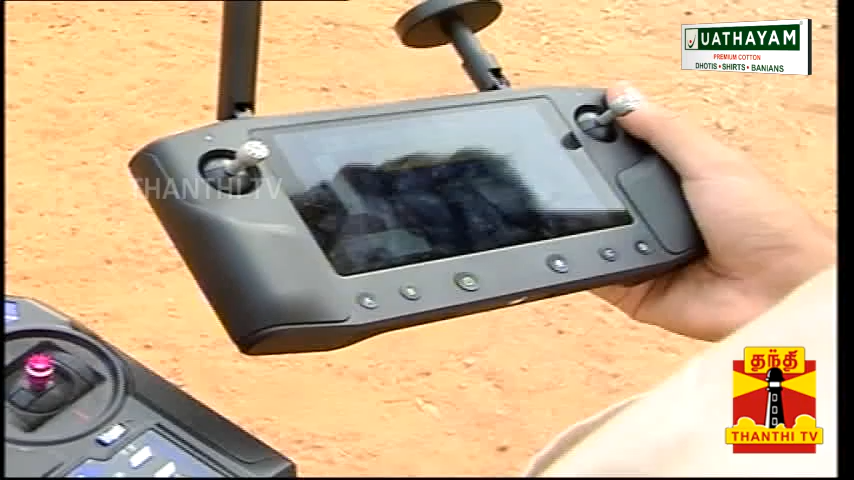 UATHAYAM
PREMIUM COTTON
DHOTIS • SHIRTS • BANIANS
THANTHI TV
தந்தி
THANTHI TV